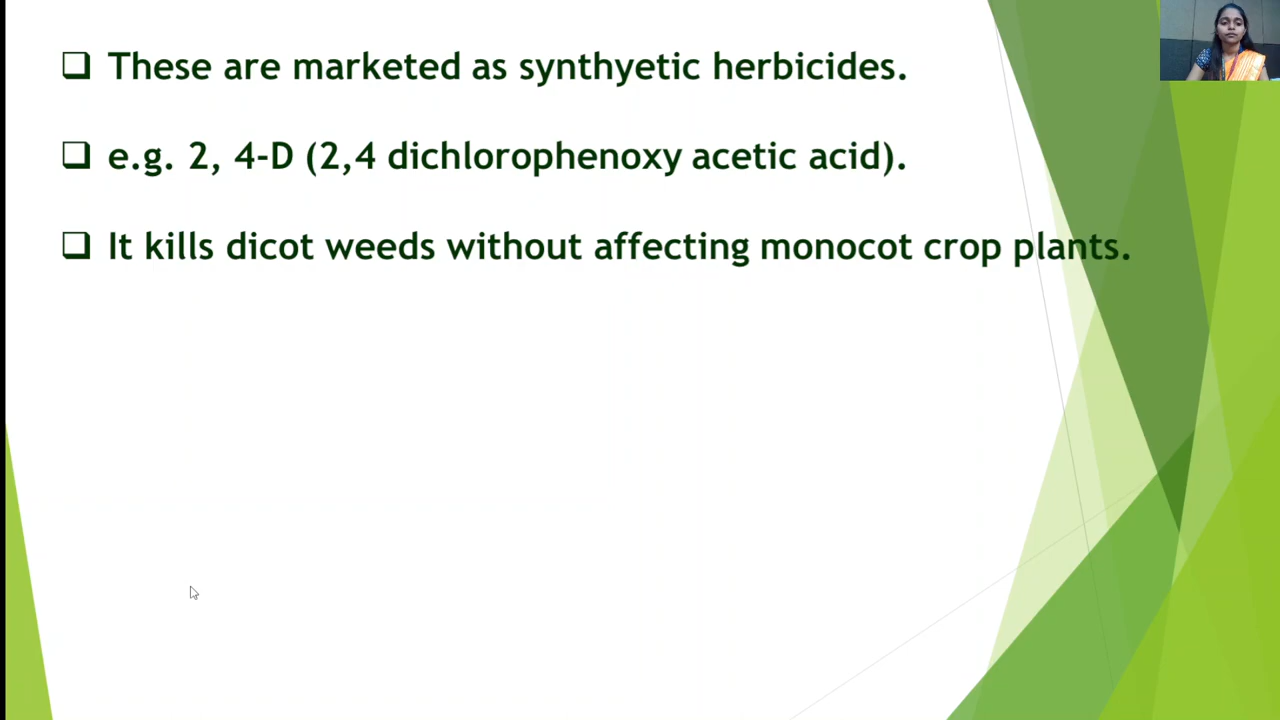 These are marketed as synthyetic herbicides.
e.g. 2, 4-D (2,4 dichlorophenoxy acetic acid).
It kills dicot weeds without affecting monocot crop plants.